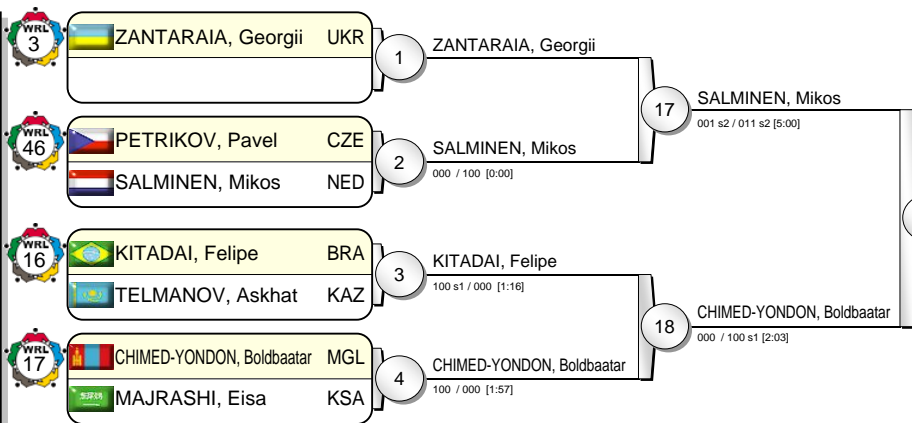 WRL
3
ZANTARAIA, Georgii UKR
1
ZANTARAIA, Georgii
17
SALMINEN, Mikos
001 s2 / 011 s2 [5:00]
WRL
46
PETRIKOV, Pavel CZE
SALMINEN, Mikos NED
2
SALMINEN, Mikos
000 / 100 [0:00]
WRL
16
KITADAI, Felipe BRA
TELMANOV, Askhat KAZ
3
KITADAI, Felipe
100 s1 / 000 [1:16]
18
CHIMED-YONDON, Boldbaatar
000 / 100 s1 [2:03]
WRL
17
CHIMED-YONDON, Boldbaatar MGL
MAJRASHI, Eisa KSA
4
CHIMED-YONDON, Boldbaatar
100 / 000 [1:57]